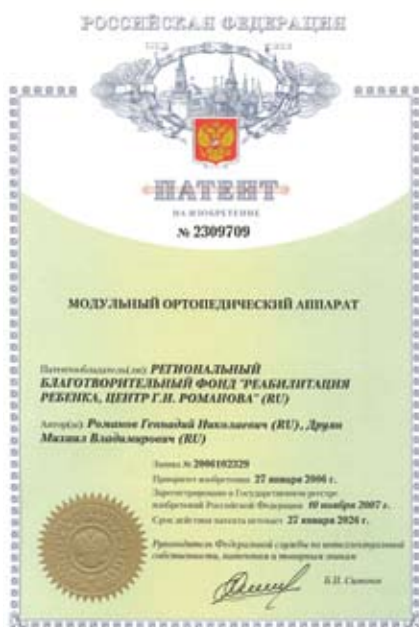 РОССИЙСКАЯ ФЕДЕРАЦИЯ
ПАТЕНТ
НА ИЗОБРЕТЕНИЕ
№ 2309709
МОДУЛЬНЫЙ ОРТОПЕДИЧЕСКИЙ АППАРАТ
Патентообладатель(ли): РЕГИОНАЛЬНЫЙ
БЛАГОТВОРИТЕЛЬНЫЙ ФОНД "РЕАБИЛИТАЦИЯ
РЕБЕНКА, ЦЕНТР Г.Н. РОМАНОВА" (RU)
Автор(ы): Романов Геннадий Николаевич (RU),
Михаил Владимирович (RU)
Заявка № 2006102329
Приоритет изобретения 27 января 2006 г.
Зарегистрировано в Государственном реестре
изобретений Российской Федерации 10 ноября 2007 г.
Срок действия патента истекает 27 января 2026 г.
Руководитель Федеральной службы по интеллектуальной
собственности, патентам и товарным знакам
Б.П. Симонов